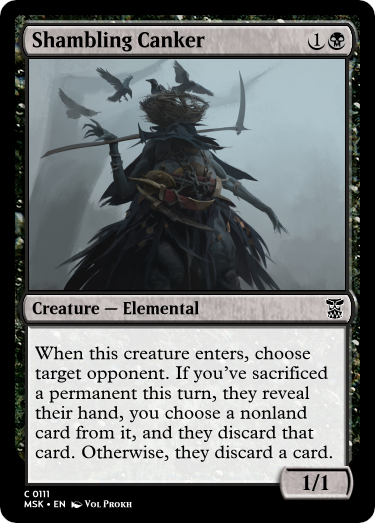 Shambling Canker 1
Creature — Elemental
When this creature enters, choose
target opponent. If you've sacrificed
a permanent this turn, they reveal
their hand, you choose a nonland
card from it, and they discard that
card. Otherwise, they discard a card.
1/1
C 0111
MSK • EN Vol Prokh